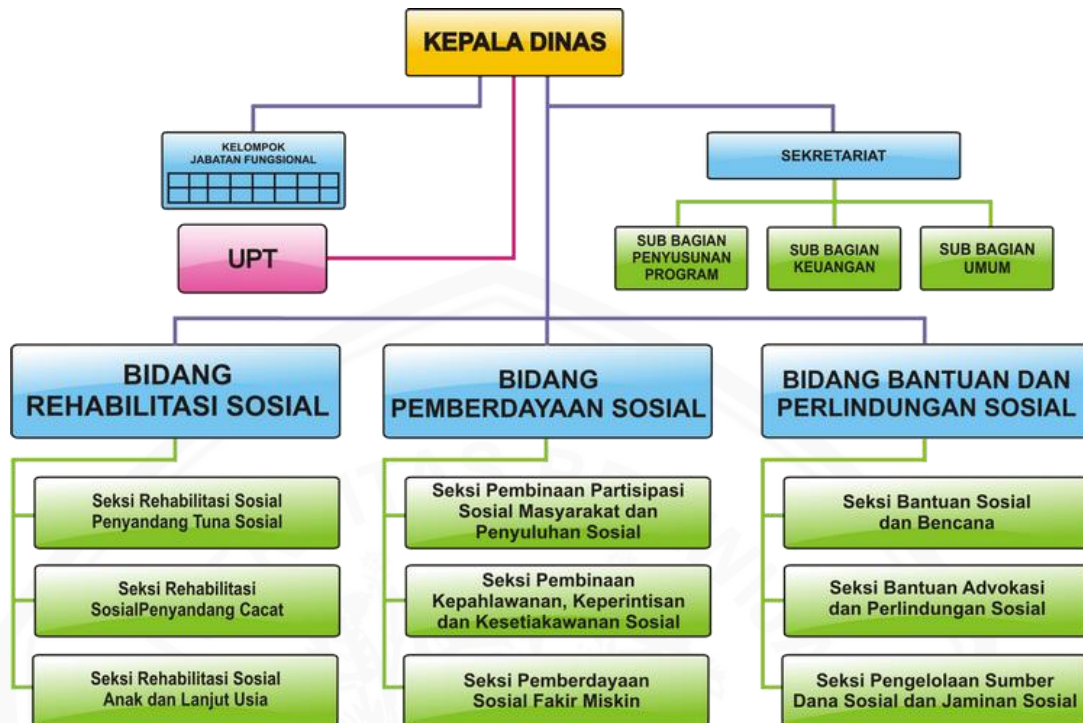 KEPALA DINAS
KELOMPOK
JABATAN FUNGSIONAL
SEKRETARIAT
UPT
SUB BAGIAN
PENYUSUNAN
PROGRAM
SUB BAGIAN
KEUANGAN
SUB BAGIAN
UMUM
BIDANG
REHABILITASI SOSIAL
BIDANG
PEMBERDAYAAN SOSIAL
BIDANG BANTUAN DAN
PERLINDUNGAN SOSIAL
Seksi Rehabilitasi Sosial
Penyandang Tuna Sosial
Seksi Rehabilitasi
SosialPenyandang Cacat
Seksi Rehabilitasi Sosial
Anak dan Lanjut Usia
Seksi Pembinaan Partisipasi
Sosial Masyarakat dan
Penyuluhan Sosial
Seksi Pembinaan
Kepahlawanan, Keperintisan
dan Kesetiakawanan Sosial
Seksi Pemberdayaan
Sosial Fakir Miskin
Seksi Bantuan Sosial
dan Bencana
Seksi Bantuan Advokasi
dan Perlindungan Sosial
Seksi Pengelolaan Sumber
Dana Sosial dan Jaminan Sosial